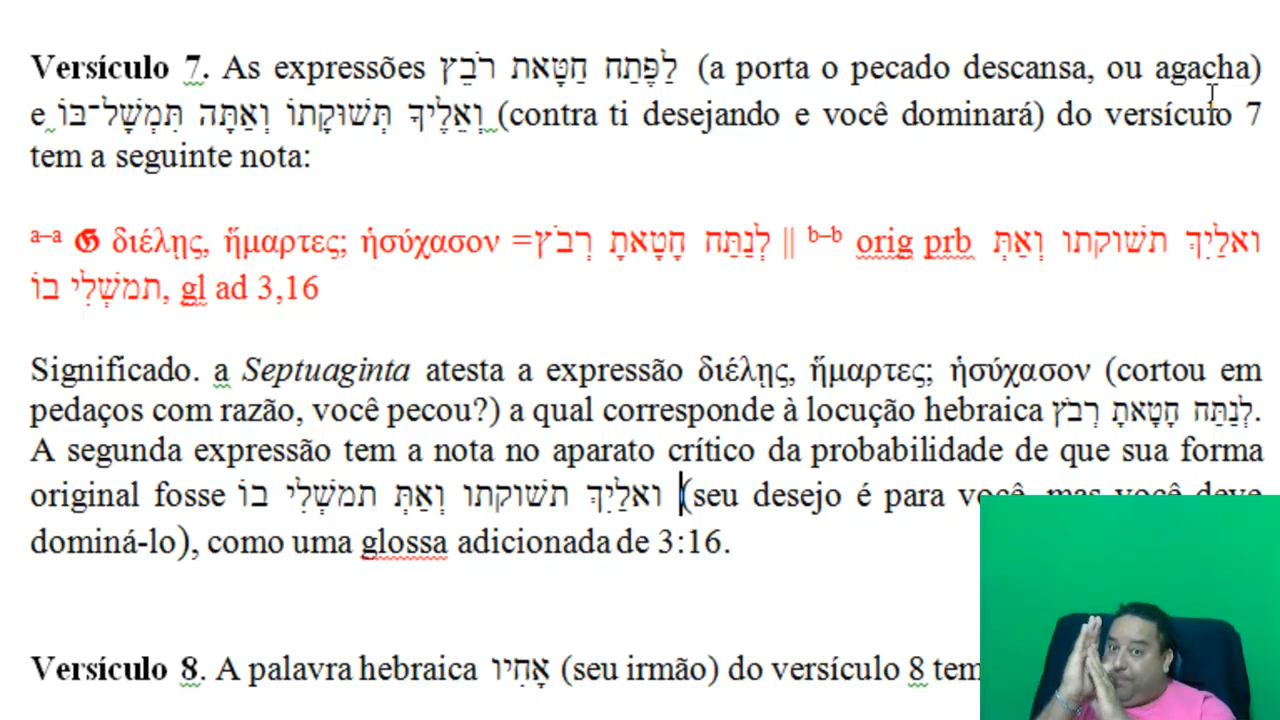 Versículo 7. As expressões לַפֶּתַח חַטָּאת רֹבֵץ (a porta o pecado descansa, ou agacha)
e וְאֵלֶיךָ תְּשׁוּקָתוֹ וְאַתָּה תִּמְשָׁל־בּוֹ (contra ti desejando e você dominará) do versículo 7
tem a seguinte nota:
a–a 𝕲 διέλῃς, ἥμαρτες; ἡσύχασον = לְנַתַּח חָטָאתָ רְבֹץ || b–b orig prb ואלַיִךְ תשׁוקתו וְאַתְּ
תמשְׁלִי בוֹ, gl ad 3,16
Significado. a Septuaginta atesta a expressão διέλῃς, ἥμαρτες; ἡσύχασον (cortou em
pedaços com razão, você pecou?) a qual corresponde à locução hebraica לְנַתַּח חָטָאתָ רְבֹץ.
A segunda expressão tem a nota no aparato crítico da probabilidade de que sua forma
original fosse ואלַיִךְ תשׁוקתו וְאַתְּ תמשְׁלִי בוֹ (seu desejo é para você, mas você deve
dominá-lo), como uma glossa adicionada de 3:16.
Versículo 8. A palavra hebraica אָחִיו (seu irmão) do versículo 8 tem